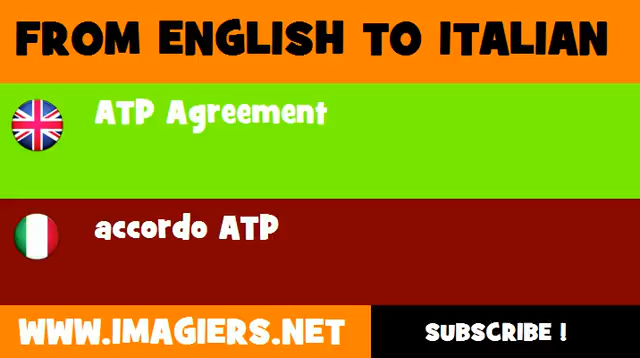 FROM ENGLISH TO ITALIAN
ATP Agreement
accordo ATP
WWW.IMAGIERS.NET
SUBSCRIBE !